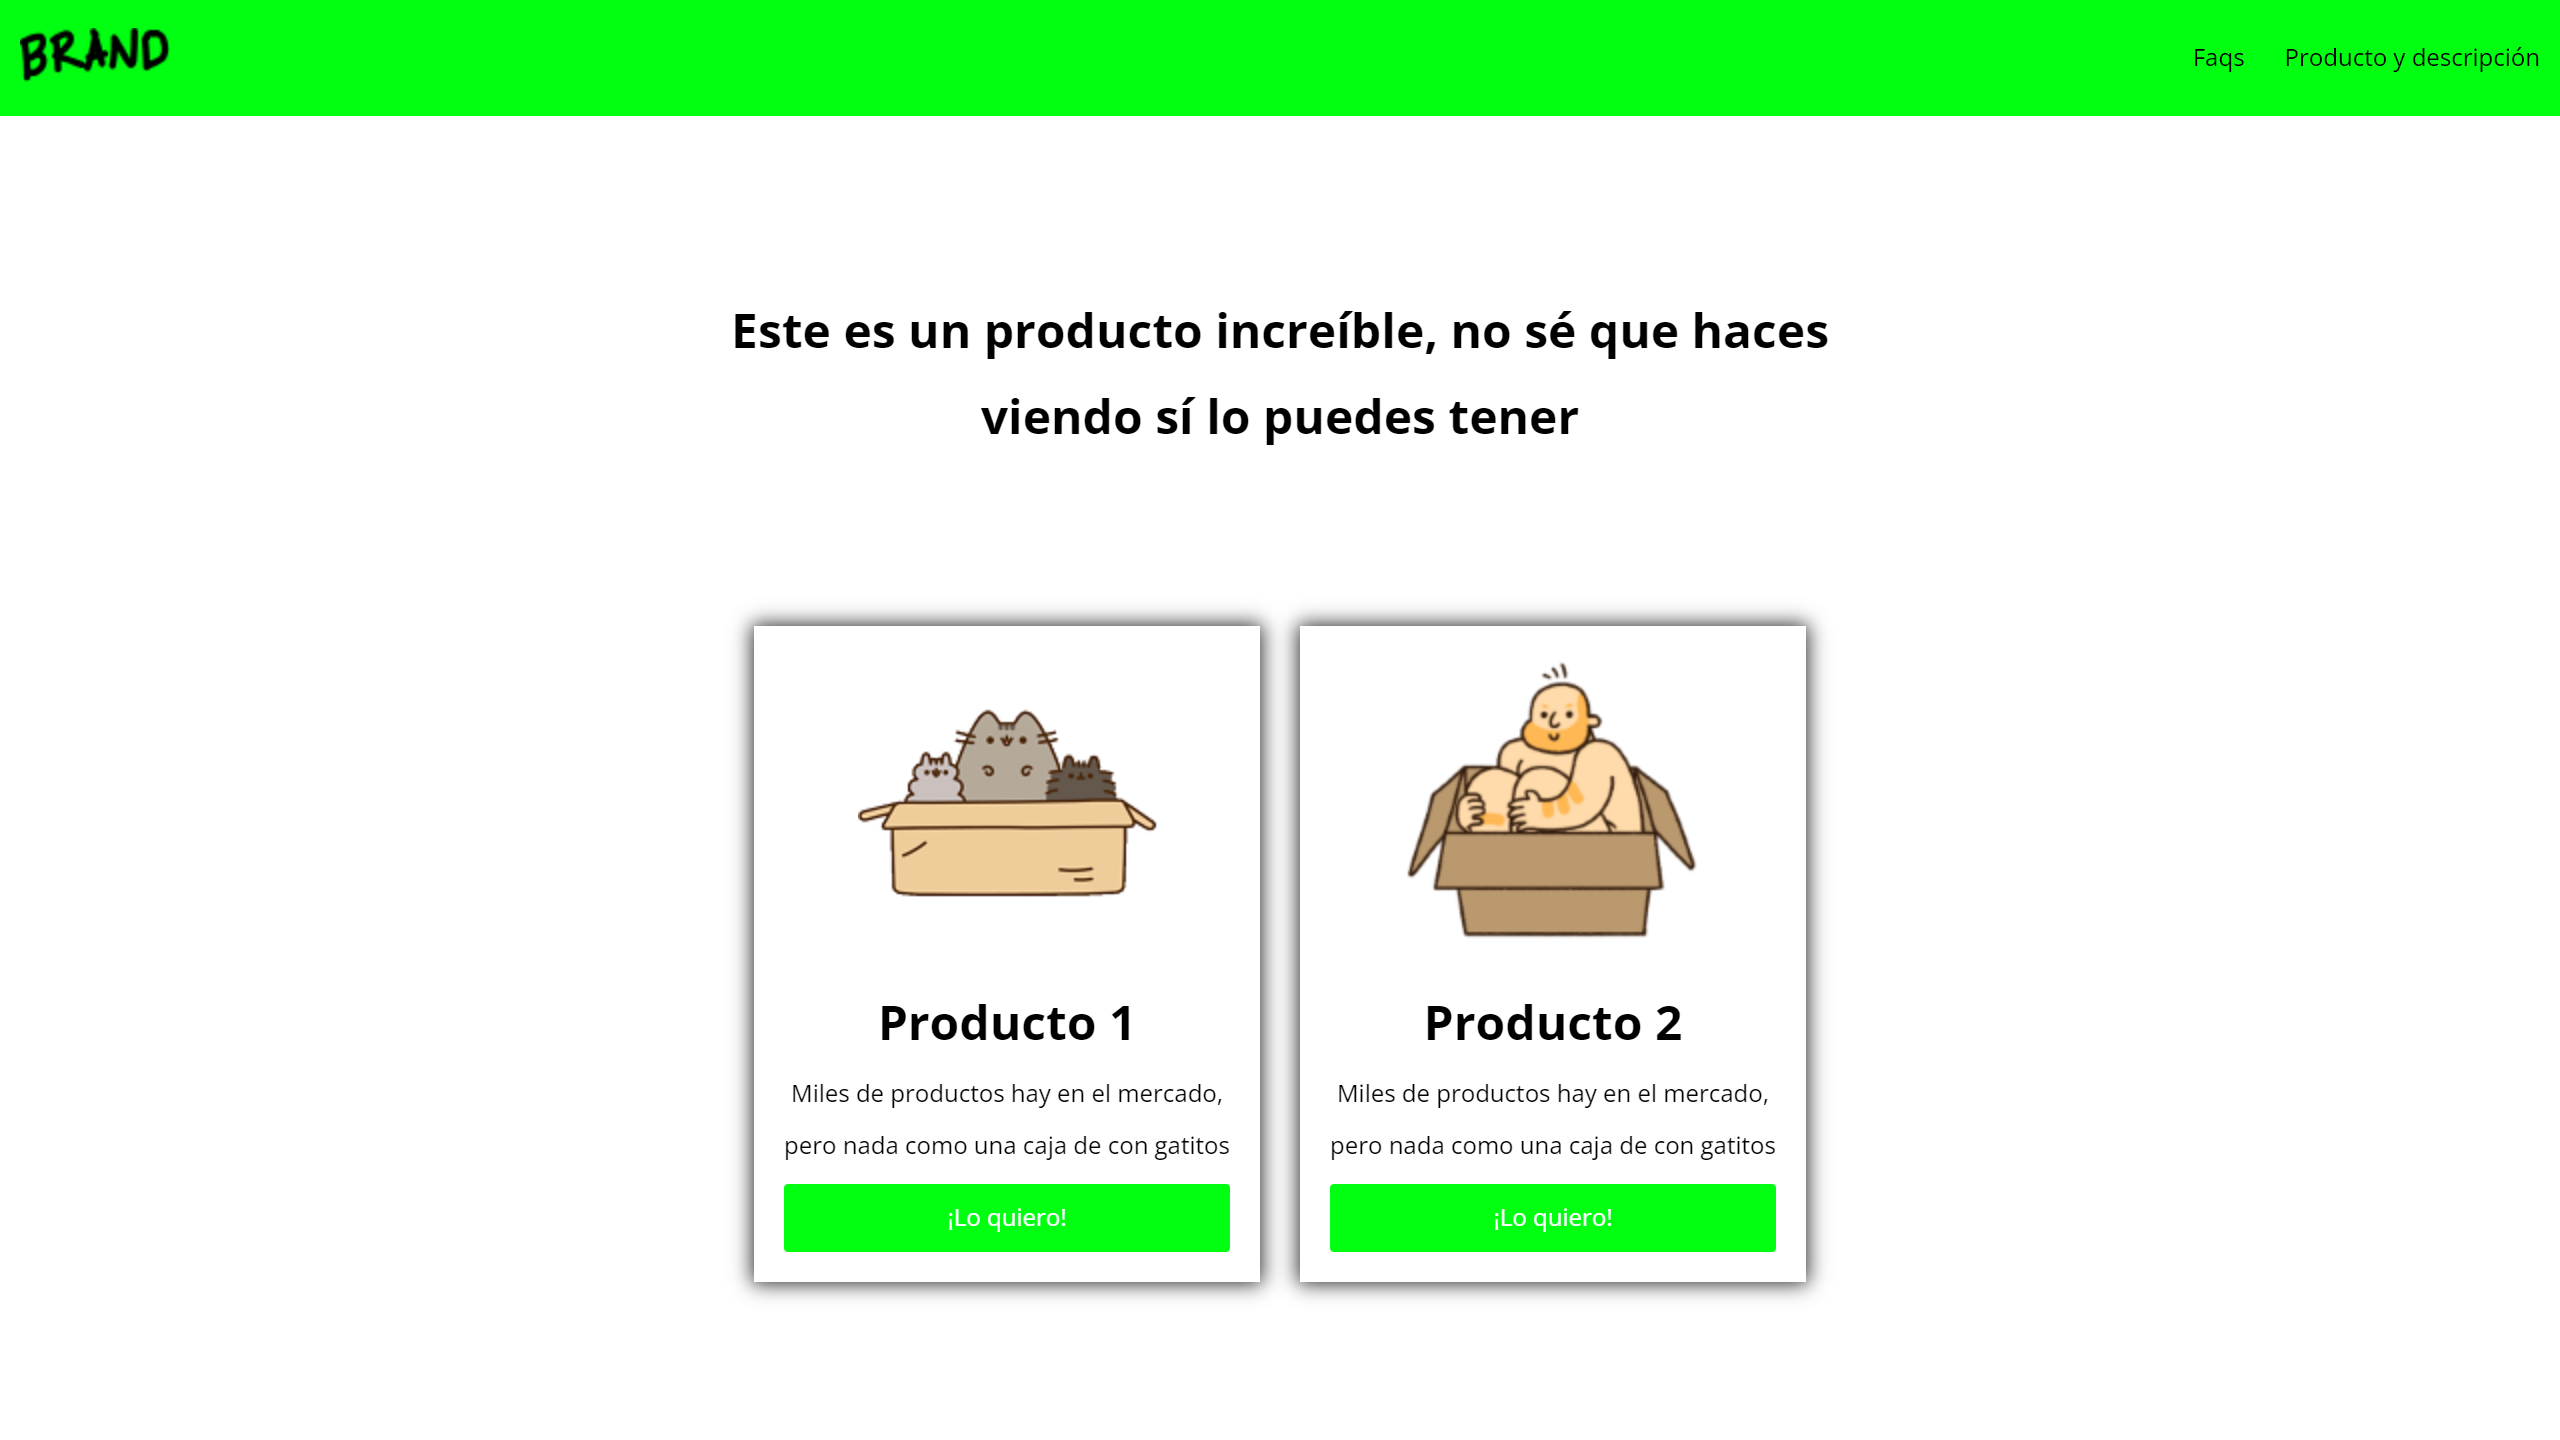 BRAND
Faqs
Producto y descripción
Este es un producto increíble, no sé que haces
viendo sí lo puedes tener
Producto 1
Miles de productos hay en el mercado,
pero nada como una caja de con gatitos
¡Lo quiero!
Producto 2
Miles de productos hay en el mercado,
pero nada como una caja de con gatitos
¡Lo quiero!